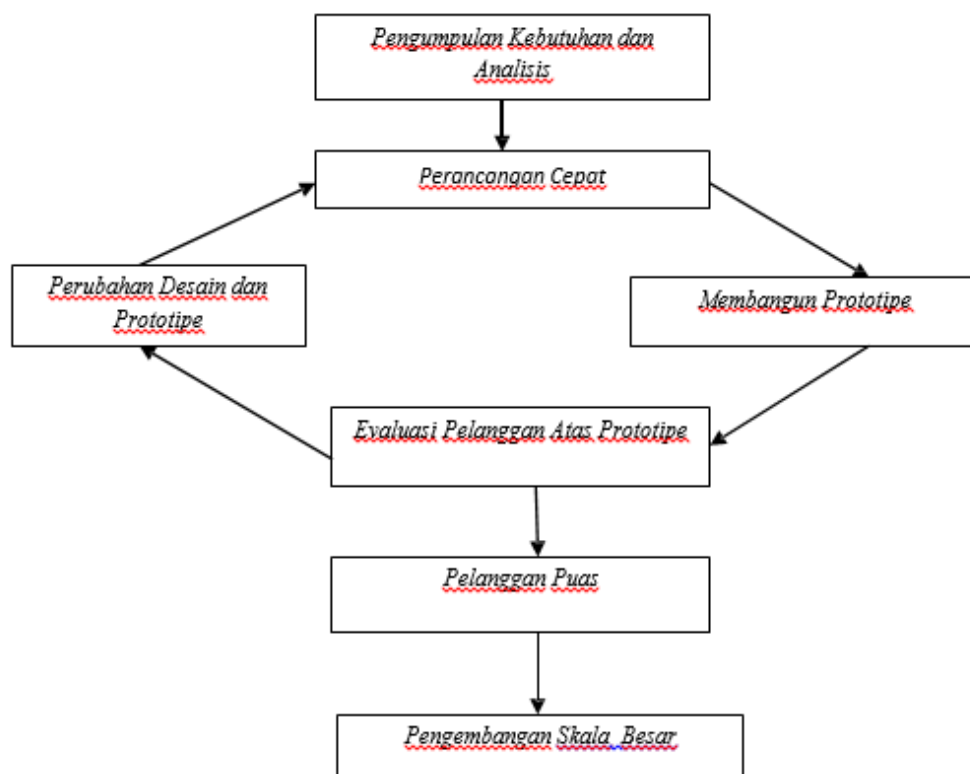 Pengumpulan Kebutuhan dan
Analisis
Perancangan Cepat
Perubahan Desain dan
Prototipe
Membangun Prototipe
Evaluasi Pelanggan Atas Prototipe
Pelanggan Puas
Pengembangan Skala Besar